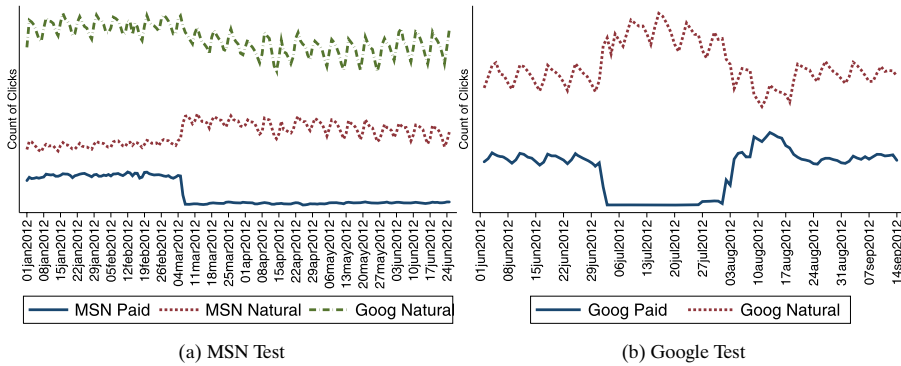 Count of Clicks
01jan2012
08jan2012
15jan2012
22jan2012
29jan2012
05feb2012
12feb2012
19feb2012
26feb2012
04mar2012
11mar2012
18mar2012
25mar2012
01apr2012
08apr2012
15apr2012
22apr2012
29apr2012
06may2012
13may2012
20may2012
27may2012
03jun2012
10jun2012
17jun2012
24jun2012
MSN Paid MSN Natural Goog Natural
(a) MSN Test
Count of Clicks
01jun2012
08jun2012
15jun2012
22jun2012
29jun2012
06jul2012
13jul2012
20jul2012
27jul2012
03aug2012
10aug2012
17aug2012
24aug2012
31aug2012
07sep2012
14sep2012
Goog Paid Goog Natural
(b) Google Test